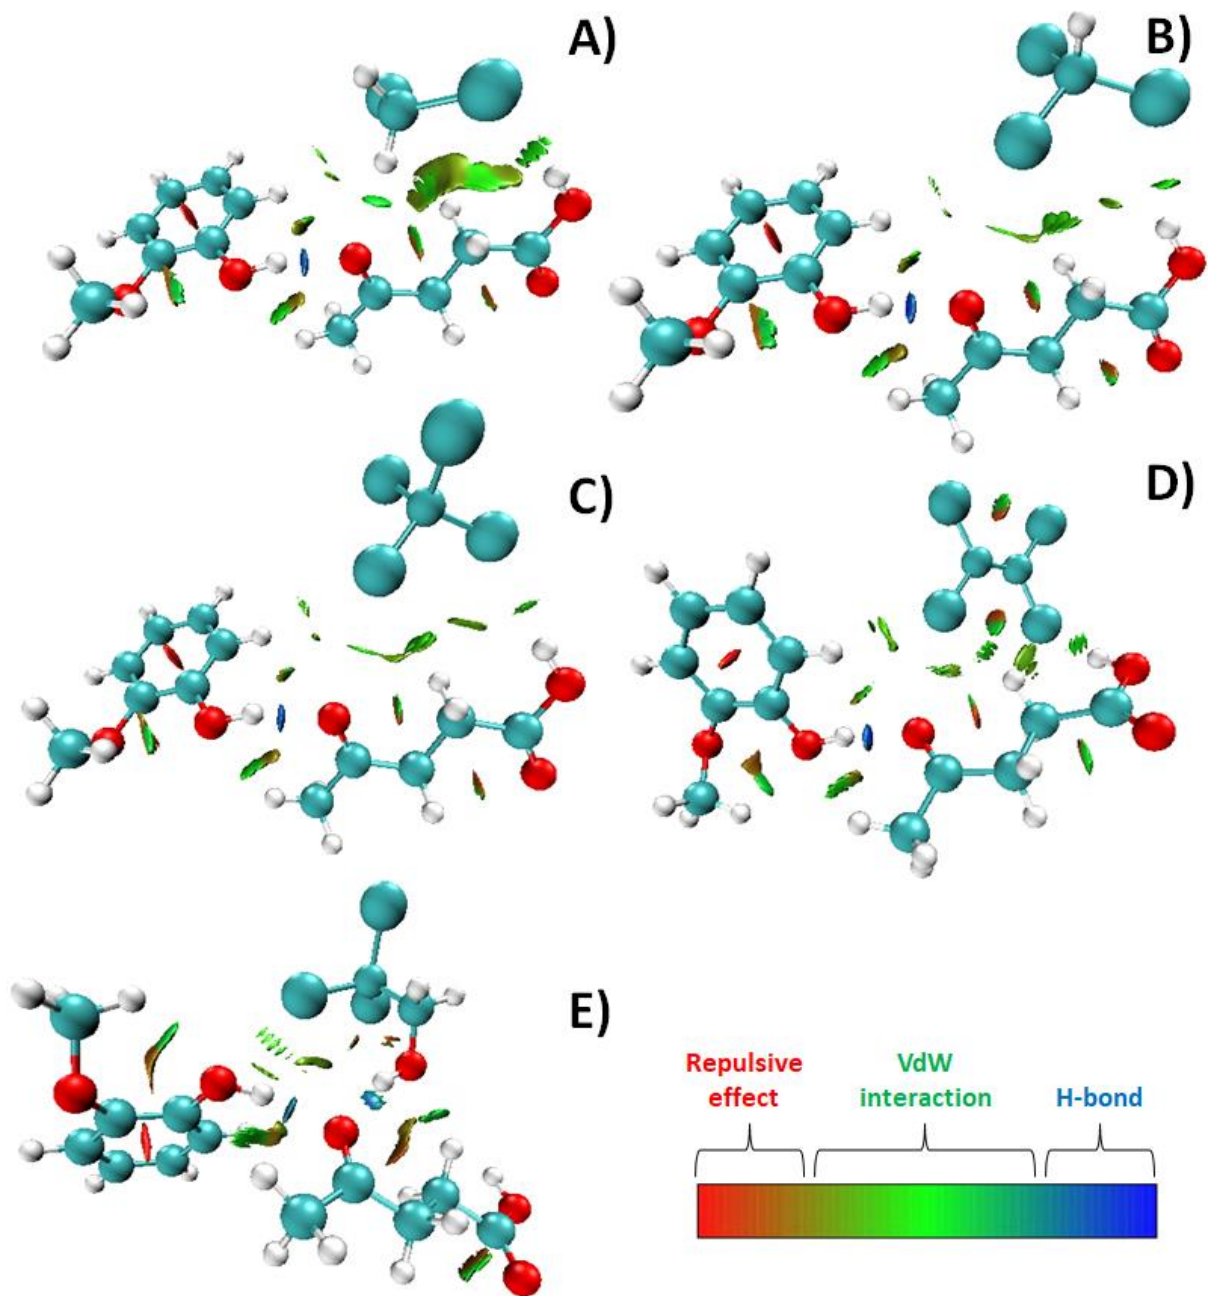 A)
B)
C)
D)
E)
Repulsive
effect
VdW
interaction
H-bond